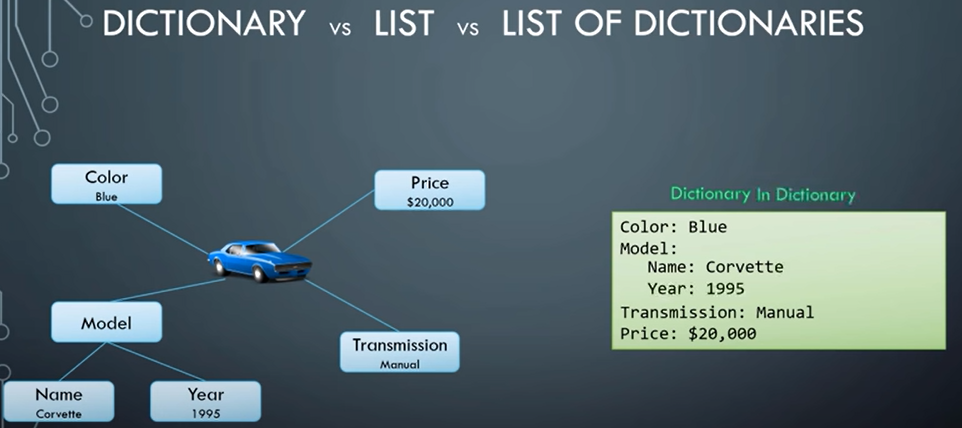 DICTIONARY vs LIST vs LIST OF DICTIONARIES
Color
Blue
Price
$20,000
Model
Name
Corvette
Year
1995
Transmission
Manual
Dictionary In Dictionary
Color: Blue
Model:
Name: Corvette
Year: 1995
Transmission: Manual
Price: $20,000